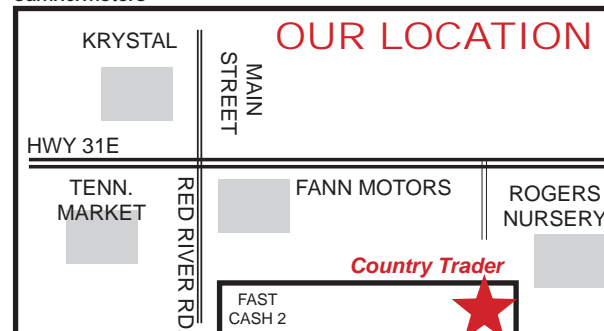 OUR LOCATION
KRYSTAL
MAIN
STREET
HWY 31E
TENN.
MARKET
RED RIVER RD.
FANN MOTORS
ROGERS
NURSERY
Country Trader
FAST
CASH 2